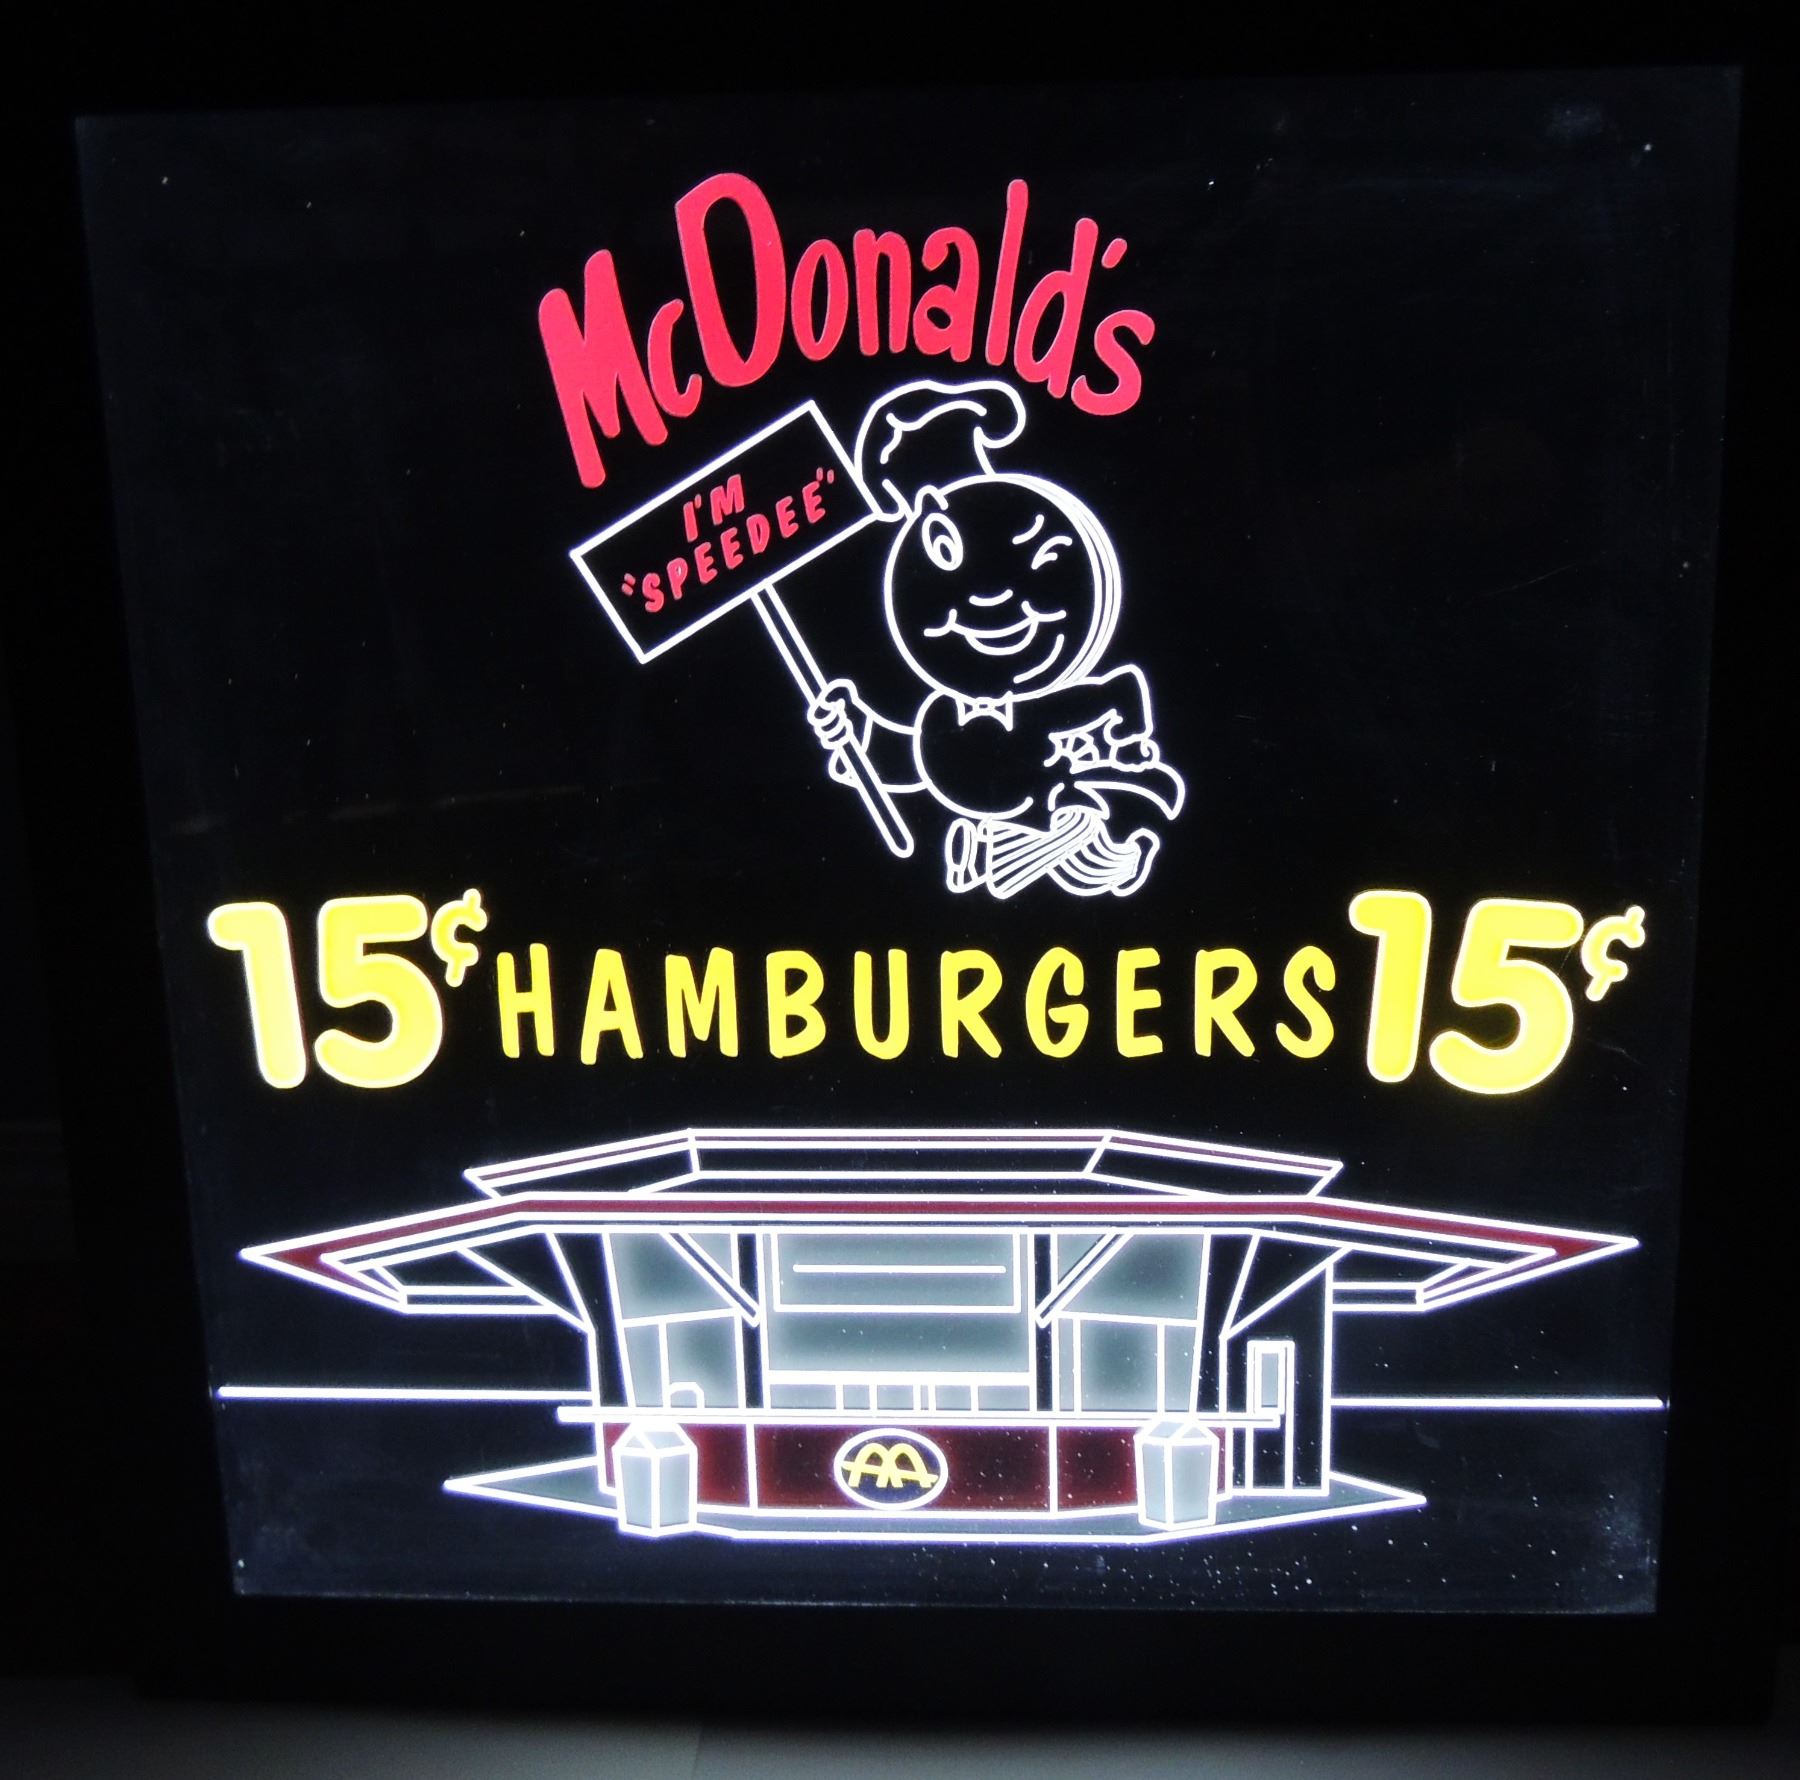 McDonald's
I'M
"SPEEDEE"
15¢ HAMBURGERS 15¢